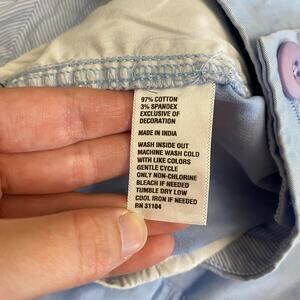 97% COTTON
3% SPANDEX
EXCLUSIVE OF
DECORATION
MADE IN INDIA
WASH INSIDE OUT
MACHINE WASH COLD
WITH LIKE COLORS
GENTLE CYCLE
ONLY NON-CHLORINE
BLEACH IF NEEDED
TUMBLE DRY LOW
COOL IRON IF NEEDED
RN 31104